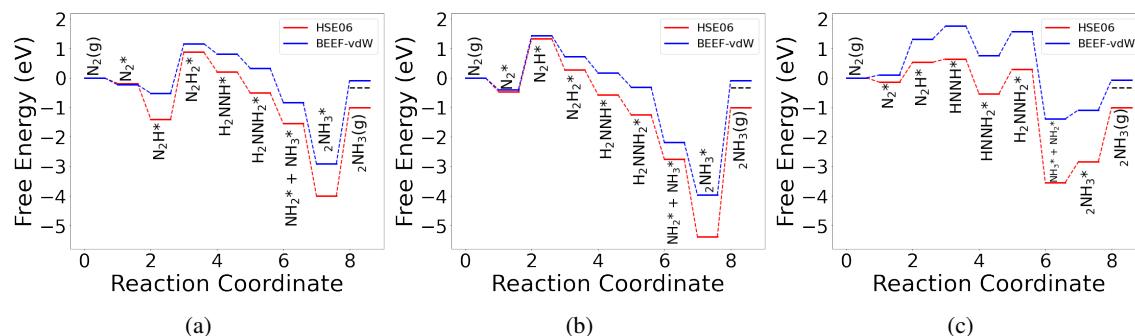 HSE06
BEEF-vdW
Free Energy (eV)
2
1
0
−1
−2
−3
−4
−5
N₂(g)
N₂*
N₂H*
N₂H₂*
H₂NNH*
H₂NNH₂*
NH₂* + NH₃*
₂NH₃*
₂NH₃(g)
0
2
4
6
8
Reaction Coordinate
(a)
HSE06
BEEF-vdW
Free Energy (eV)
2
1
0
−1
−2
−3
−4
−5
N₂(g)
N₂*
N₂H*
N₂H₂*
H₂NNH*
H₂NNH₂*
NH₂* + NH₃*
₂NH₃*
₂NH₃(g)
0
2
4
6
8
Reaction Coordinate
(b)
HSE06
BEEF-vdW
Free Energy (eV)
2
1
0
−1
−2
−3
−4
−5
N₂(g)
N₂*
N₂H*
HNNH*
HNNH₂*
H₂NNH₂*
NH₃* + NH₂*
₂NH₃*
₂NH₃(g)
0
2
4
6
8
Reaction Coordinate
(c)